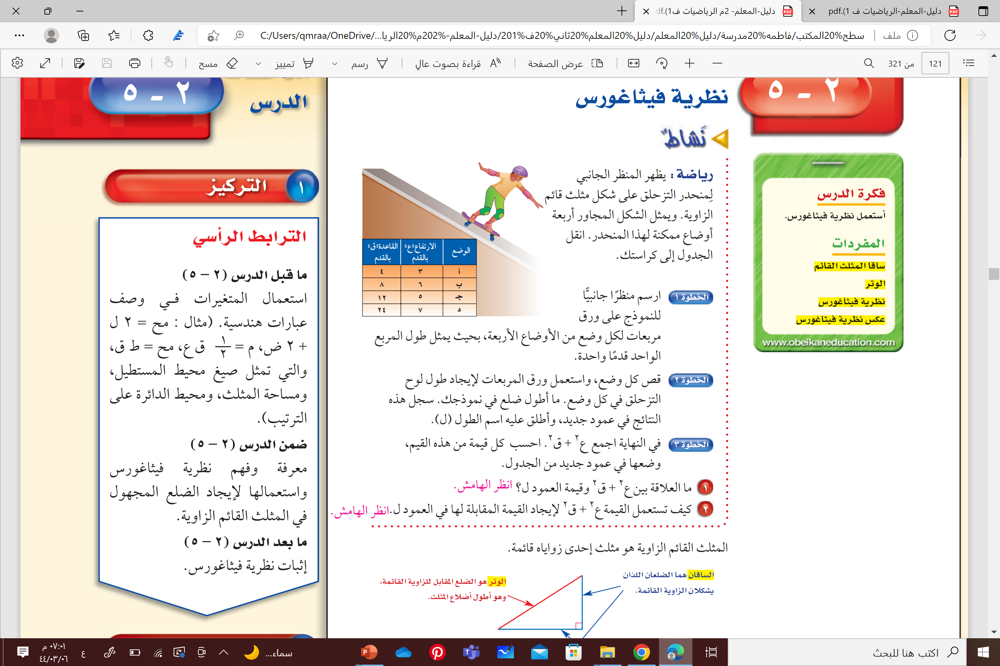 دليل-المعلم-الرياضيات ف 1).pdf
دليل-المعلم- 2م الرياضيات ف1).pdf
ملف
C:/Users/qmraa/OneDrive/سطح%20المكتب/فاطمه%20مدرسة/دليل%20المعلم/دليل%20المعلم%20ثاني%20ف%201/دليل-المعلم-%202م%20الريا...
121
من 321
عرض الصفحة
قراءة بصوت عالٍ
رسم
تمييز
مسح
٢ - ٥
نظرية فيثاغورس
نَشاطٌ
رياضة : يظهر المنظر الجانبي
لِمنحدر التزحلق على شكل مثلث قائم
الزاوية. ويمثل الشكل المجاور أربعة
أوضاع ممكنة لهذا المنحدر. انقل
الجدول إلى كراستك.
الوضع الارتفاع«ع» بالقدم القاعدة«ق» بالقدم
أ ٣ ٤
ب ٦ ٨
جـ ٥ ١٢
د ٧ ٢٤
الخطوة ١ ارسم منظرًا جانبيًّا
للنموذج على ورق
مربعات لكل وضع من الأوضاع الأربعة، بحيث يمثل طول المربع
الواحد قدمًا واحدة.
الخطوة ٢ قص كل وضع، واستعمل ورق المربعات لإيجاد طول لوح
التزحلق في كل وضع. ما أطول ضلع في نموذجك. سجل هذه
النتائج في عمود جديد، وأطلق عليه اسم الطول (ل).
الخطوة ٣ في النهاية اجمع ع٢ + ق٢. احسب كل قيمة من هذه القيم،
وضعها في عمود جديد من الجدول.
١ ما العلاقة بين ع٢ + ق٢ وقيمة العمود ل؟ انظر الهامش.
٢ كيف تستعمل القيمة ع٢ + ق٢ لإيجاد القيمة المقابلة لها في العمود ل. انظر الهامش.
المثلث القائم الزاوية هو مثلث إحدى زواياه قائمة.
الساقان هما الضلعان اللذان
يشكلان الزاوية القائمة.
الوتر هو الضلع المقابل للزاوية القائمة،
وهو أطول أضلاع المثلث.
فكرة الدرس
أستعمل نظرية فيثاغورس.
المفردات
ساقا المثلث القائم
الوتر
نظرية فيثاغورس
عكس نظرية فيثاغورس
www.obeikaneducation.com
الدرس
٢ - ٥
١ التركيز
الترابط الرأسي
ما قبل الدرس (٢ – ٥)
استعمال المتغيرات في وصف
عبارات هندسية. (مثال : مح = ٢ ل
+ ٢ ض، م = ١/٢ ق ع، مح = ط ق،
والتي تمثل صيغ محيط المستطيل،
ومساحة المثلث، ومحيط الدائرة على
الترتيب).
ضمن الدرس (٢ – ٥)
معرفة وفهم نظرية فيثاغورس
واستعمالها لإيجاد الضلع المجهول
في المثلث القائم الزاوية.
ما بعد الدرس (٢ – ٥)
إثبات نظرية فيثاغورس.
اكتب هنا للبحث
سماء...
ع
٠٧:٠١ م
٤٤/٠٣/٠٦